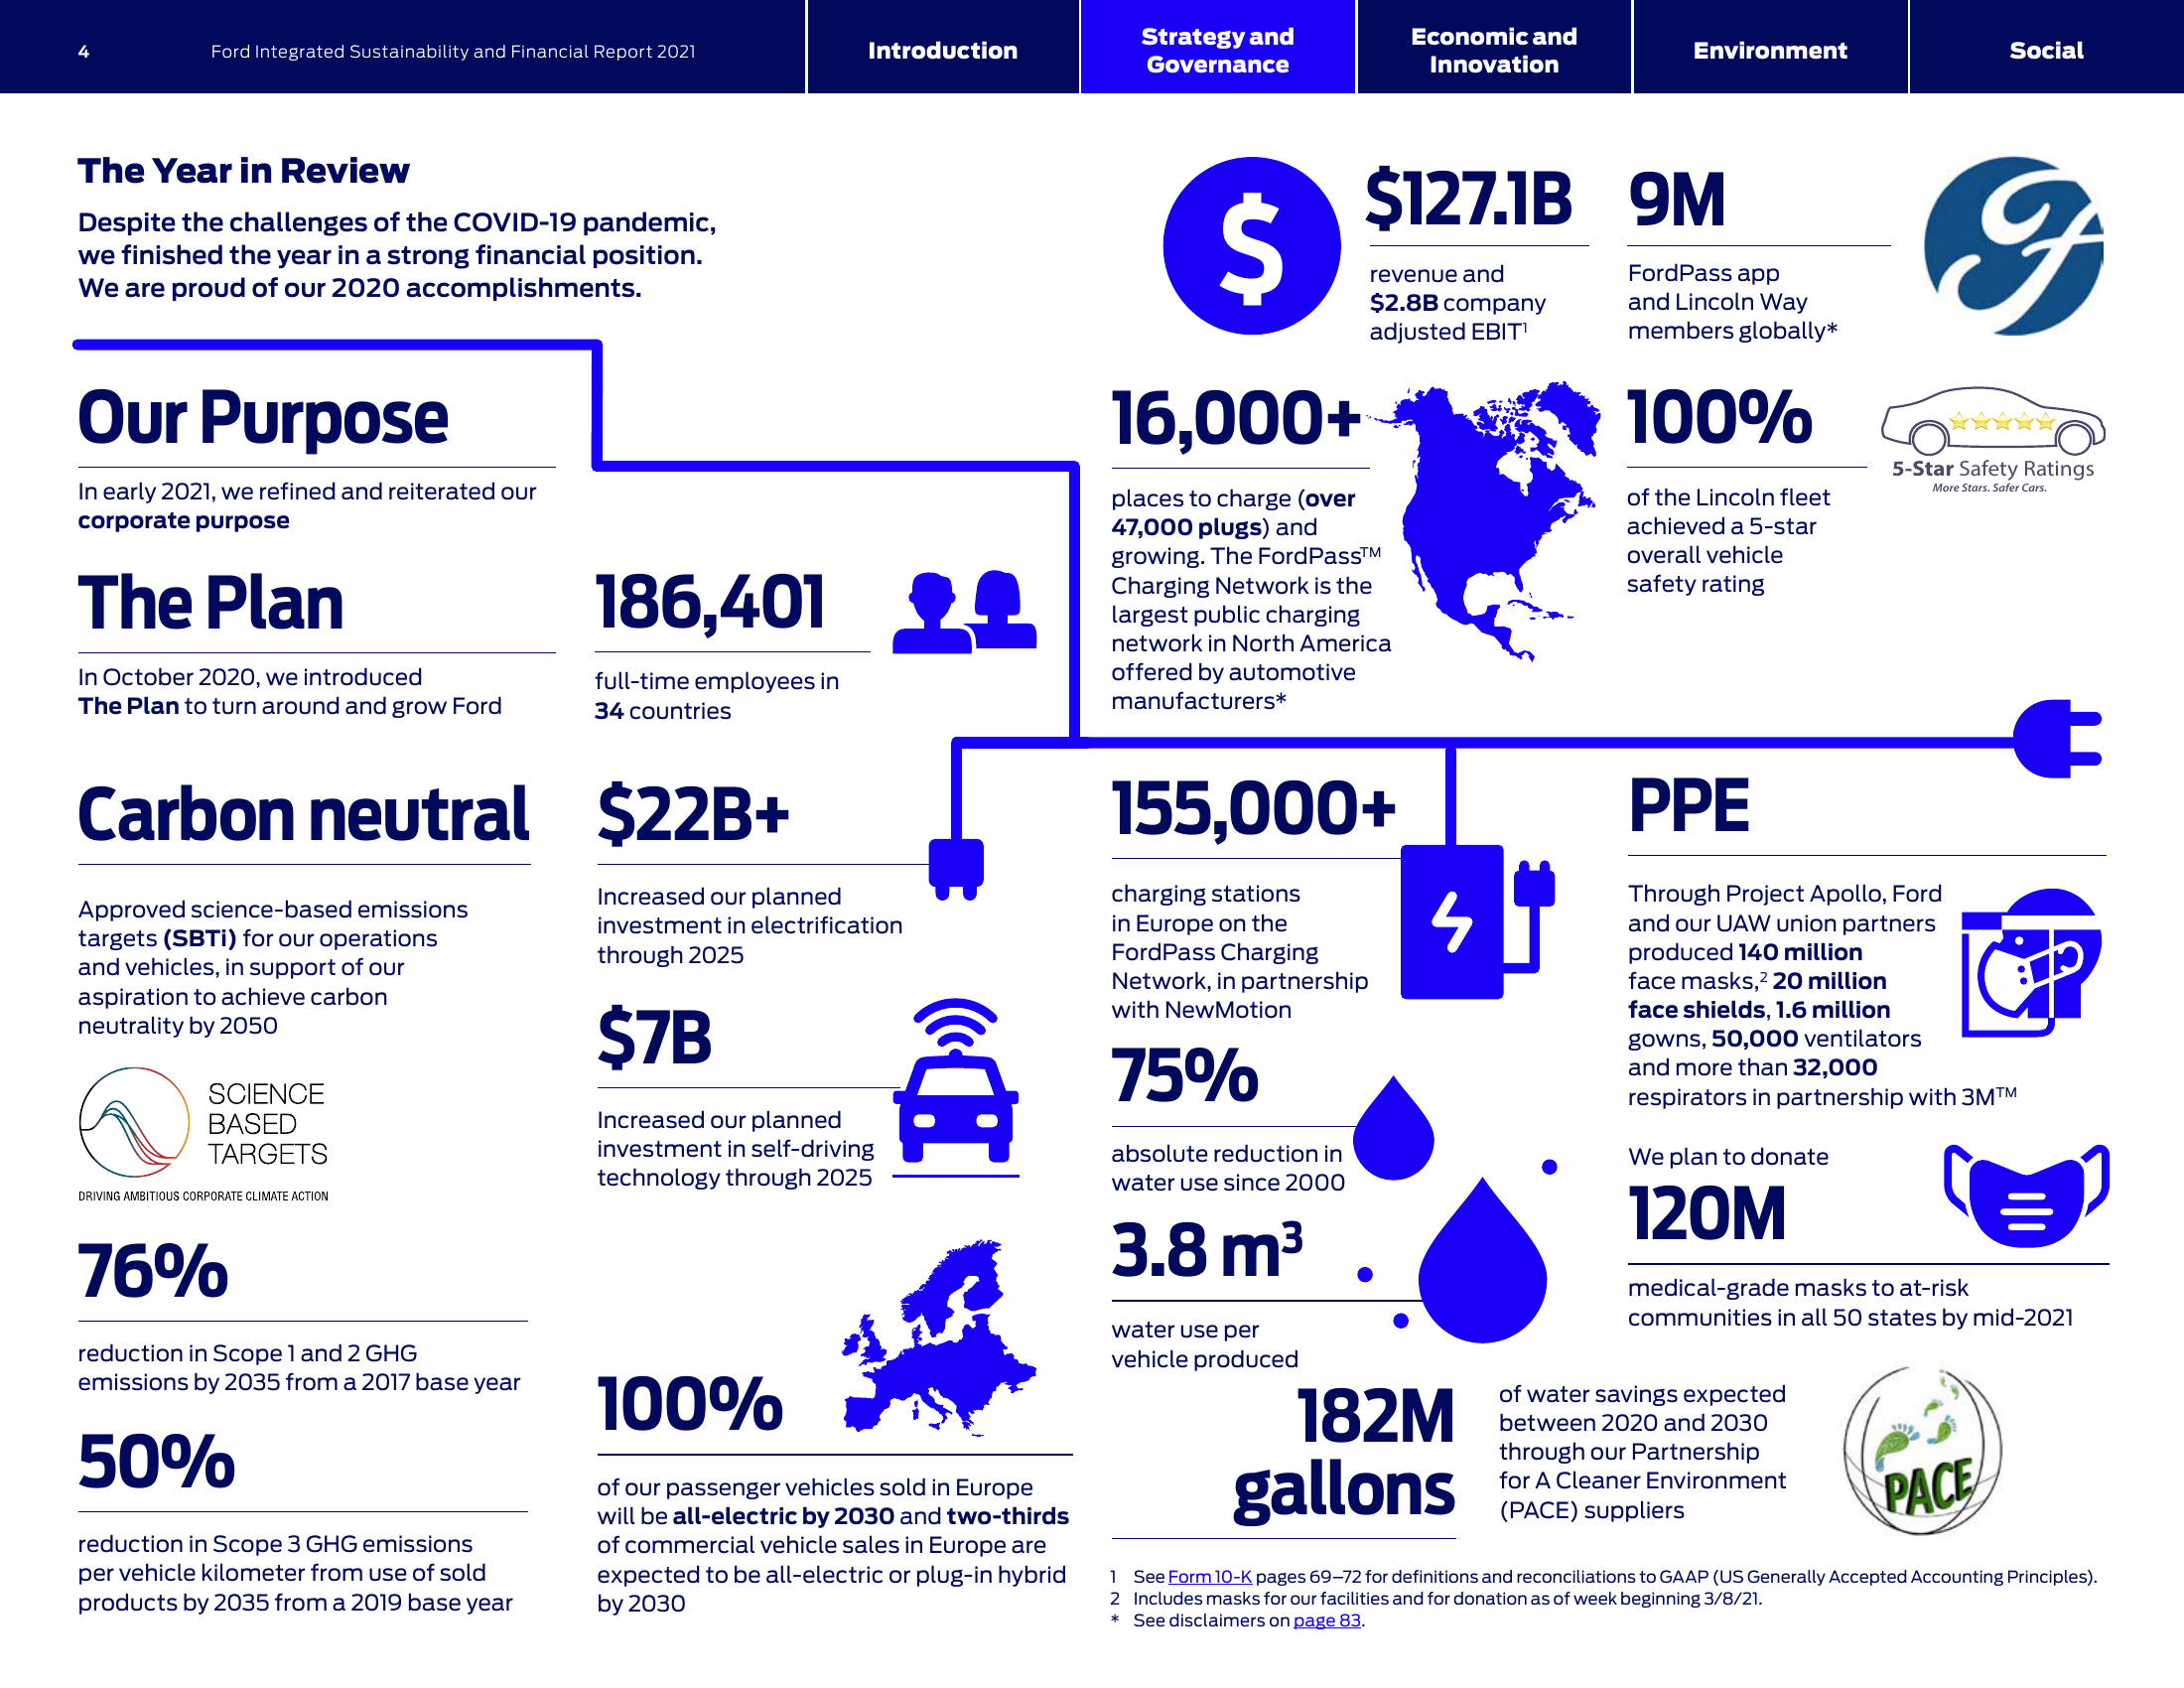 4
Ford Integrated Sustainability and Financial Report 2021
Introduction
Strategy and
Governance
Economic and
Innovation
Environment
Social
The Year in Review
Despite the challenges of the COVID-19 pandemic,
we finished the year in a strong financial position.
We are proud of our 2020 accomplishments.
Our Purpose
In early 2021, we refined and reiterated our
corporate purpose
The Plan
In October 2020, we introduced
The Plan to turn around and grow Ford
186,401
full-time employees in
34 countries
$
$127.1B
revenue and
$2.8B company
adjusted EBIT¹
9M
FordPass app
and Lincoln Way
members globally*
16,000+
places to charge (over
47,000 plugs) and
growing. The FordPass™
Charging Network is the
largest public charging
network in North America
offered by automotive
manufacturers*
100%
of the Lincoln fleet
achieved a 5-star
overall vehicle
safety rating
5-Star Safety Ratings
More Stars. Safer Cars.
Carbon neutral
Approved science-based emissions
targets (SBTi) for our operations
and vehicles, in support of our
aspiration to achieve carbon
neutrality by 2050
SCIENCE
BASED
TARGETS
DRIVING AMBITIOUS CORPORATE CLIMATE ACTION
76%
reduction in Scope 1 and 2 GHG
emissions by 2035 from a 2017 base year
50%
reduction in Scope 3 GHG emissions
per vehicle kilometer from use of sold
products by 2035 from a 2019 base year
$22B+
Increased our planned
investment in electrification
through 2025
$7B
Increased our planned
investment in self-driving
technology through 2025
100%
of our passenger vehicles sold in Europe
will be all-electric by 2030 and two-thirds
of commercial vehicle sales in Europe are
expected to be all-electric or plug-in hybrid
by 2030
155,000+
charging stations
in Europe on the
FordPass Charging
Network, in partnership
with NewMotion
75%
absolute reduction in
water use since 2000
3.8 m³
water use per
vehicle produced
182M
gallons
of water savings expected
between 2020 and 2030
through our Partnership
for A Cleaner Environment
(PACE) suppliers
PACE
PPE
Through Project Apollo, Ford
and our UAW union partners
produced 140 million
face masks,² 20 million
face shields, 1.6 million
gowns, 50,000 ventilators
and more than 32,000
respirators in partnership with 3M™
We plan to donate
120M
medical-grade masks to at-risk
communities in all 50 states by mid-2021
1 See Form 10-K pages 69–72 for definitions and reconciliations to GAAP (US Generally Accepted Accounting Principles).
2 Includes masks for our facilities and for donation as of week beginning 3/8/21.
* See disclaimers on page 83.